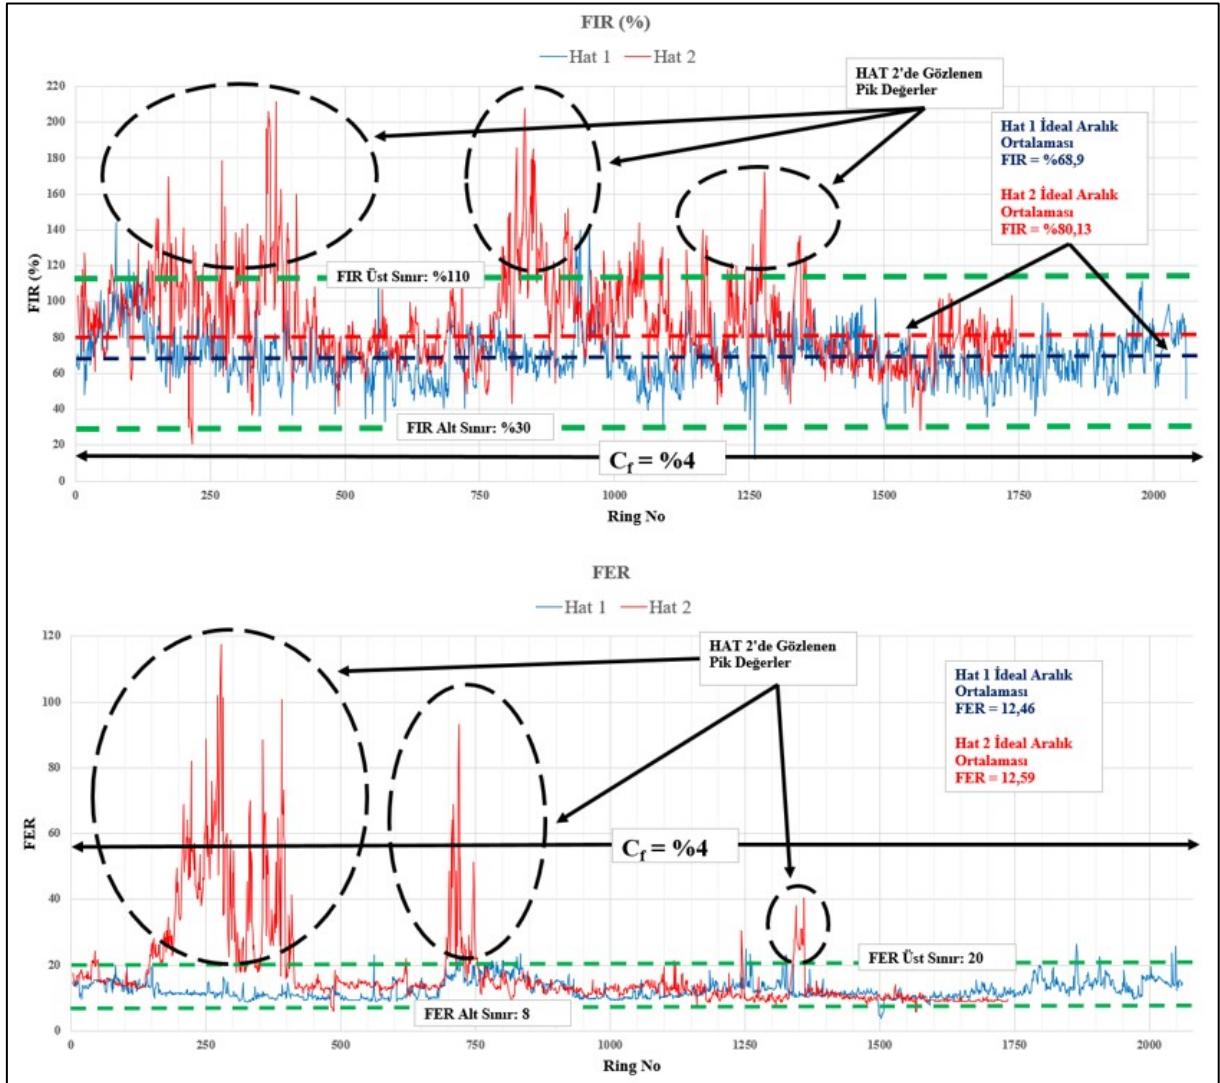 FIR (%)
Hat 1 Hat 2
220
200
180
160
140
120
100
80
60
40
20
0
FIR (%)
HAT 2'de Gözlenen
Pik Değerler
Hat 1 İdeal Aralık
Ortalaması
FIR = %68,9
Hat 2 İdeal Aralık
Ortalaması
FIR = %80,13
FIR Üst Sınır: %110
FIR Alt Sınır: %30
Cf = %4
0 250 500 750 1000 1250 1500 1750 2000
Ring No
FER
Hat 1 Hat 2
120
100
80
60
40
20
0
FER
HAT 2'de Gözlenen
Pik Değerler
Hat 1 İdeal Aralık
Ortalaması
FER = 12,46
Hat 2 İdeal Aralık
Ortalaması
FER = 12,59
Cf = %4
FER Üst Sınır: 20
FER Alt Sınır: 8
0 250 500 750 1000 1250 1500 1750 2000
Ring No